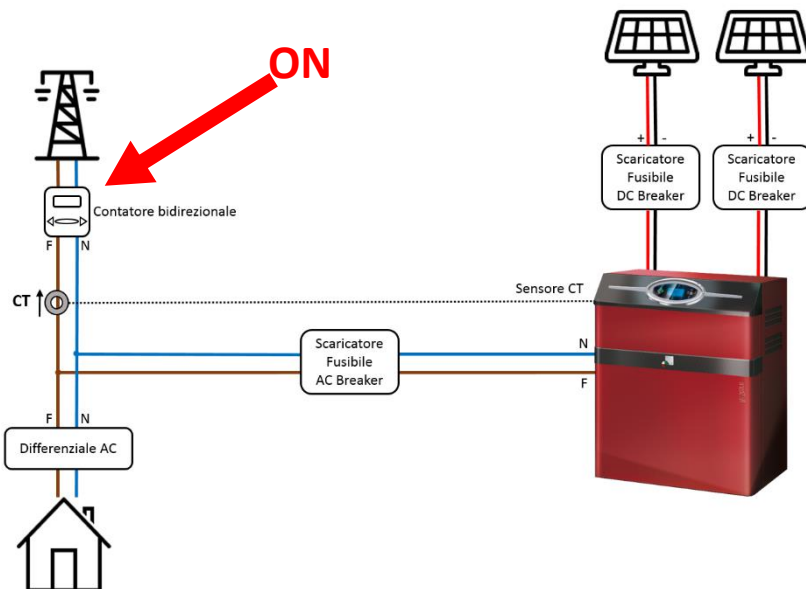 ON
+ -
+ -
Scaricatore
Fusibile
DC Breaker
Scaricatore
Fusibile
DC Breaker
Contatore bidirezionale
F N
CT
Sensore CT
Scaricatore
Fusibile
AC Breaker
N
F
F N
Differenziale AC